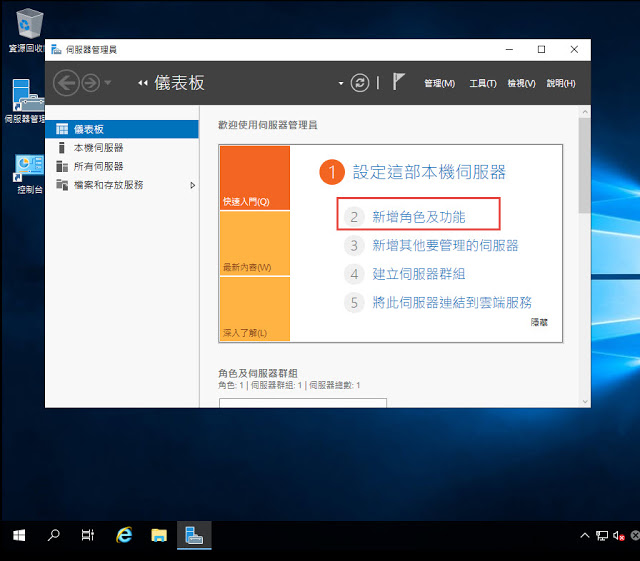 資源回收
伺服器管理
控制台
伺服器管理員
儀表板
管理(M)
工具(T)
檢視(V)
說明(H)
儀表板
本機伺服器
所有伺服器
檔案和存放服務
歡迎使用伺服器管理員
快速入門(Q)
最新內容(W)
深入了解(L)
1 設定這部本機伺服器
2 新增角色及功能
3 新增其他要管理的伺服器
4 建立伺服器群組
5 將此伺服器連結到雲端服務
隱藏
角色及伺服器群組
角色: 1 | 伺服器群組: 1 | 伺服器總數: 1